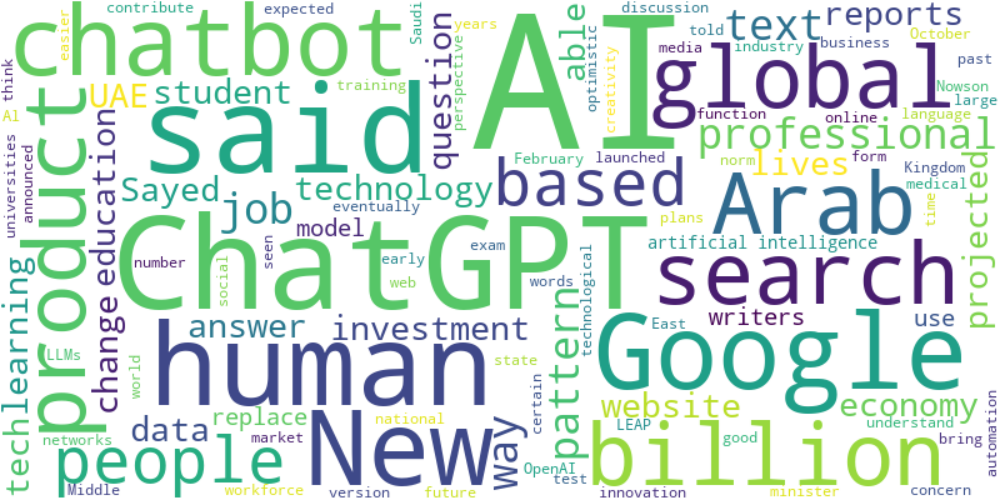 contribute
expected
chatbot
easier
Saudi
AI
discussion
told
optimistic
able
text
reports
October
media
industry
business
past
global
think
training
perspective
years
question
creativity
Nowson
large
AI
UAE
student
said
function
online
language
professional
product
universities
announced
education
change
Sayed
technology
February
launched
norm
lives
form
Kingdom
medical
based
Arab
time
projected
job
eventually
model
plans
artificial intelligence
ChatGPT
number
social
seen
early
web
exam
words
search
techlearning
answer
investment
technological
East
writers
use
LLMs
world
human
pattern
Google
state
data
replace
national
New
way
certain
website
economy
LEAP
good
understand
networks
market
people
OpenAI
test
billion
bring
automation
Middle
workforce
version
future
innovation
minister
concern